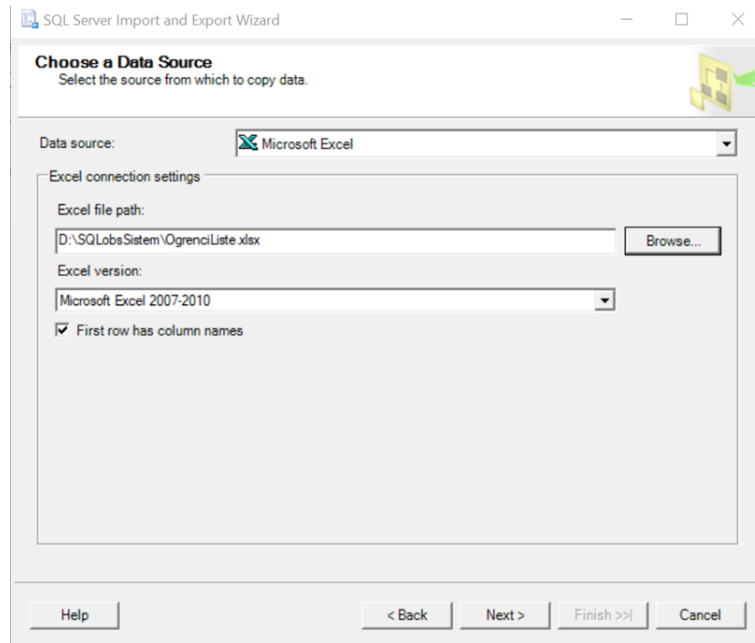 SQL Server Import and Export Wizard
Choose a Data Source
Select the source from which to copy data.
Data source:
Microsoft Excel
Excel connection settings
Excel file path:
D:\SQLobsSistem\OgrenciListe.xlsx
Browse...
Excel version:
Microsoft Excel 2007-2010
First row has column names
Help
< Back
Next >
Finish >>|
Cancel